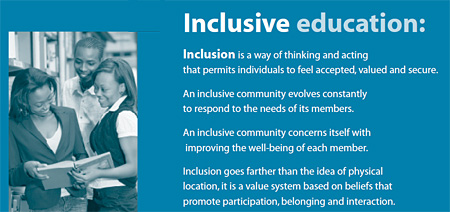 Inclusive education:
Inclusion is a way of thinking and acting
that permits individuals to feel accepted, valued and secure.
An inclusive community evolves constantly
to respond to the needs of its members.
An inclusive community concerns itself with
improving the well-being of each member.
Inclusion goes farther than the idea of physical
location, it is a value system based on beliefs that
promote participation, belonging and interaction.